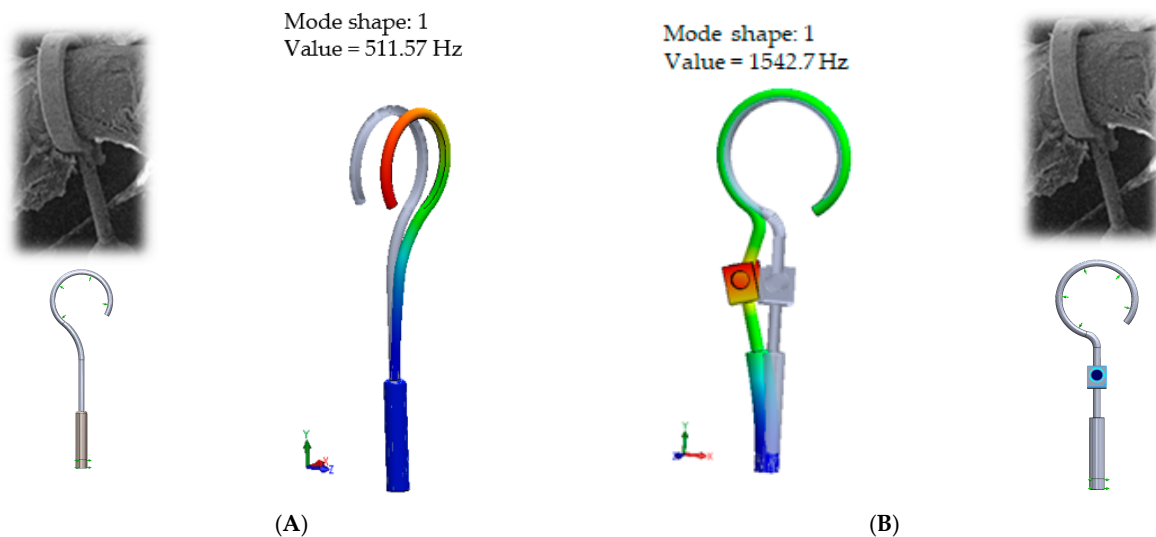 Mode shape: 1
Value = 511.57 Hz
Mode shape: 1
Value = 1542.7 Hz
Y
X
Z
Y
Z
X
(A)
(B)